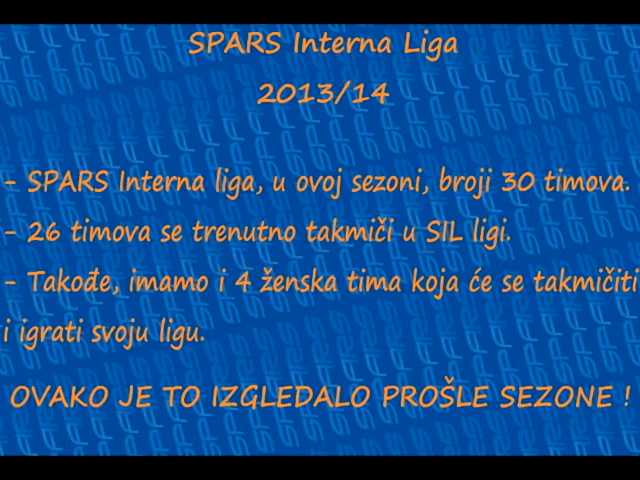 SPARS Interna Liga
2013/14
- SPARS Interna liga, u ovoj sezoni, broji 30 timova.
- 26 timova se trenutno takmiči u SIL ligi.
- Takođe, imamo i 4 ženska tima koja će se takmičiti
i igrati svoju ligu.
OVAKO JE TO IZGLEDALO PROŠLE SEZONE !